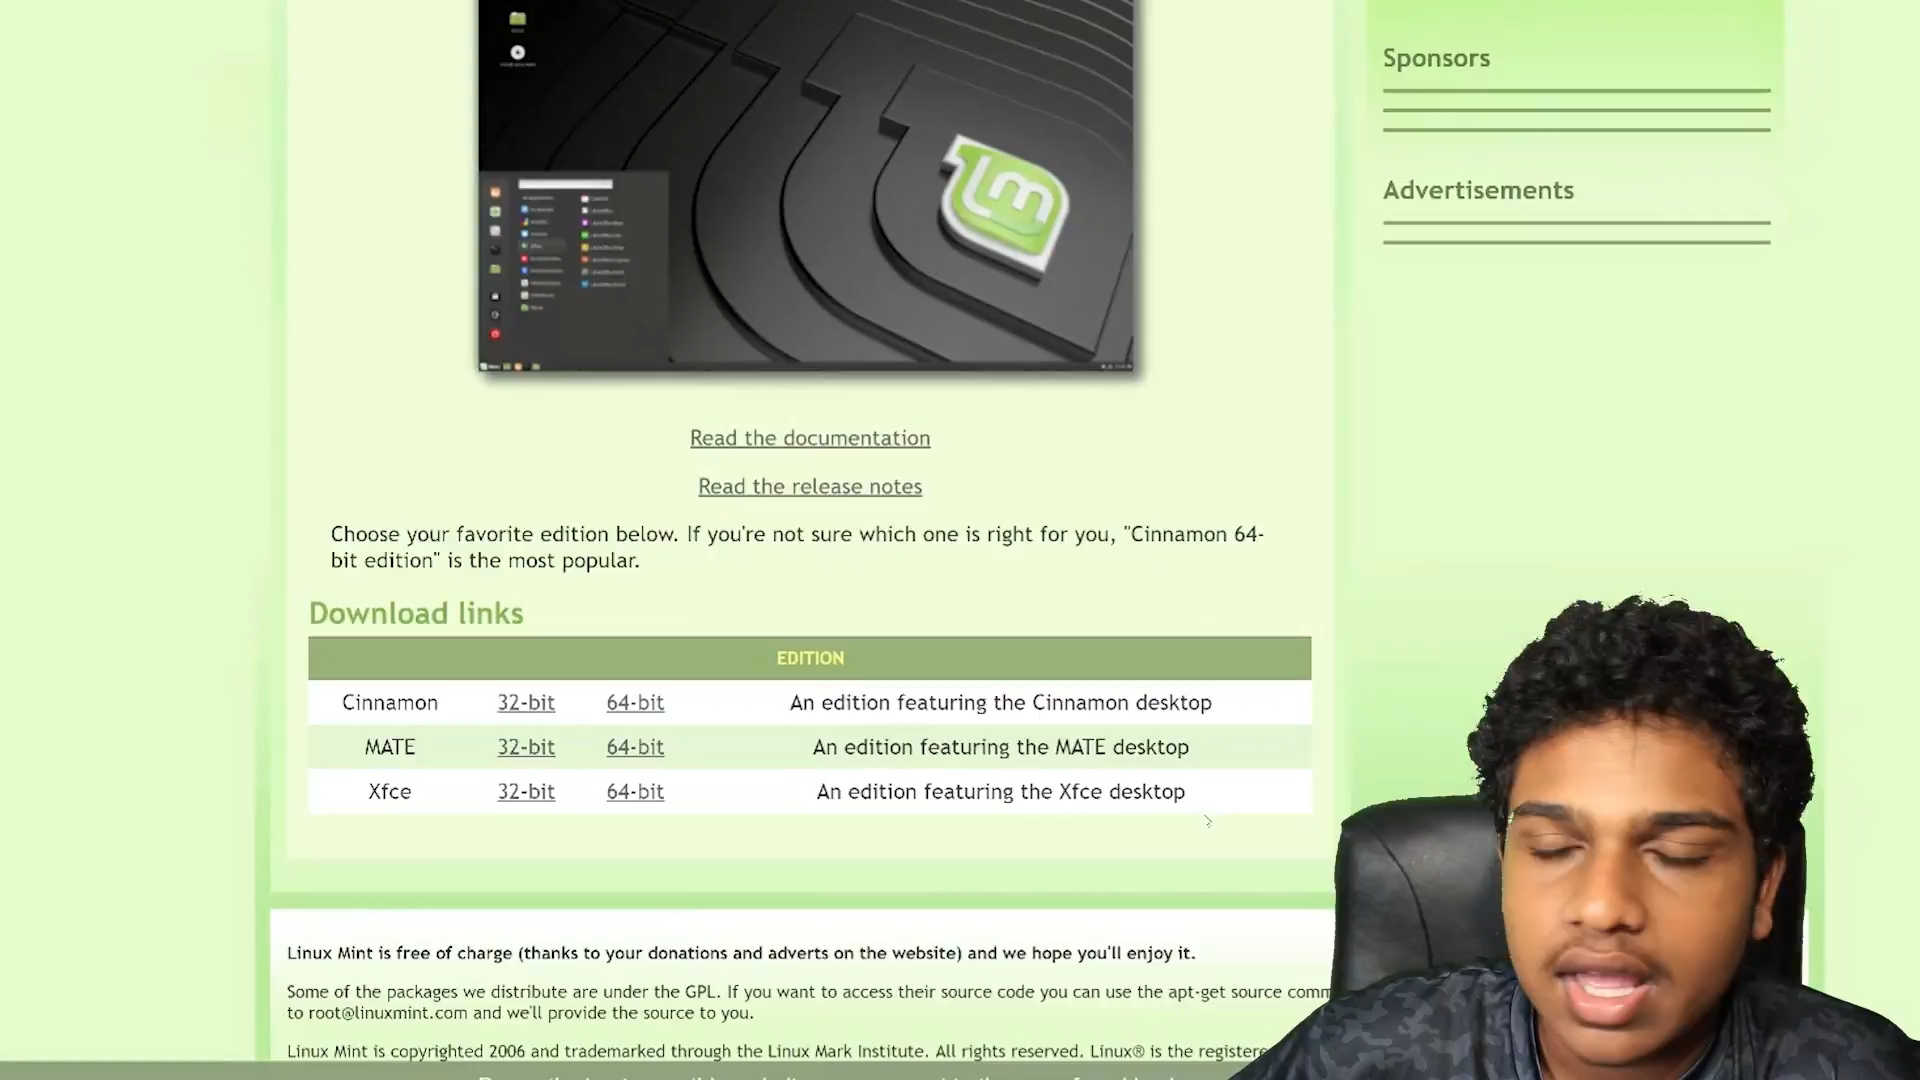 Sponsors
Advertisements
Read the documentation
Read the release notes
Choose your favorite edition below. If you're not sure which one is right for you, "Cinnamon 64-
bit edition" is the most popular.
Download links
EDITION
Cinnamon 32-bit 64-bit An edition featuring the Cinnamon desktop
MATE 32-bit 64-bit An edition featuring the MATE desktop
Xfce 32-bit 64-bit An edition featuring the Xfce desktop
Linux Mint is free of charge (thanks to your donations and adverts on the website) and we hope you'll enjoy it.
Some of the packages we distribute are under the GPL. If you want to access their source code you can use the apt-get source comm
to root@linuxmint.com and we'll provide the source to you.
Linux Mint is copyrighted 2006 and trademarked through the Linux Mark Institute. All rights reserved. Linux® is the registere